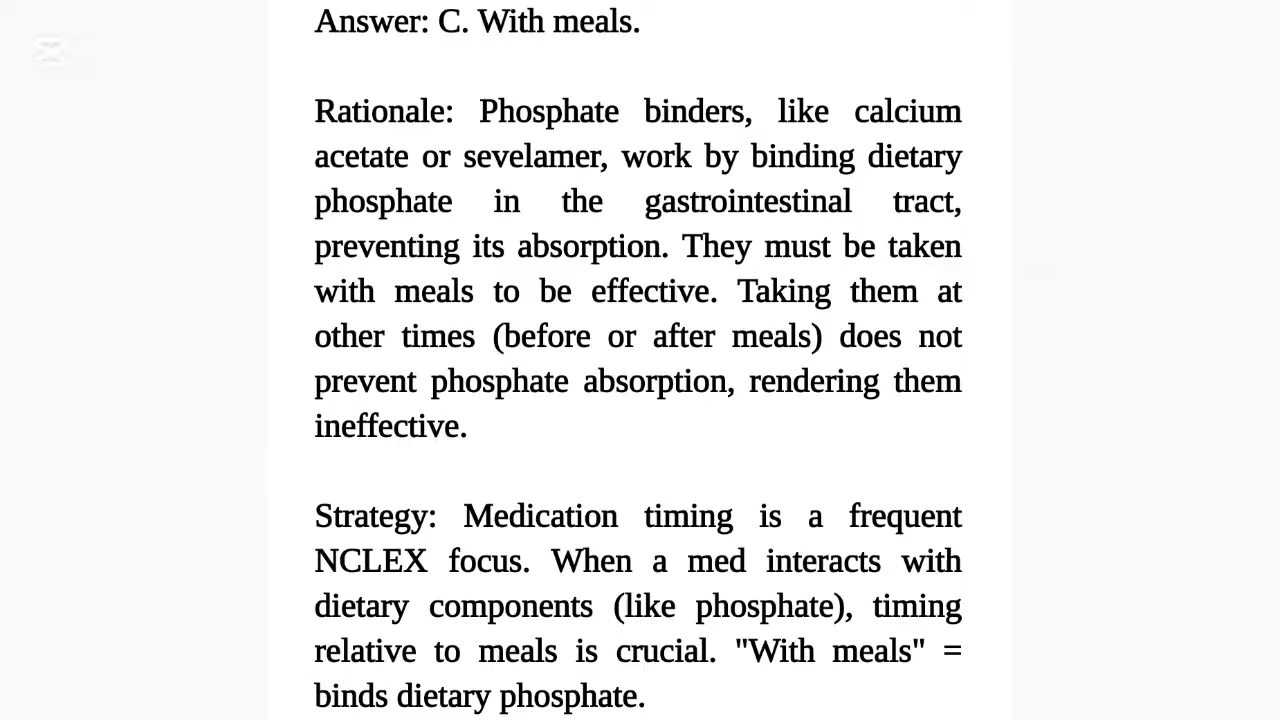 Answer: C. With meals.
Rationale: Phosphate binders, like calcium
acetate or sevelamer, work by binding dietary
phosphate in the gastrointestinal tract,
preventing its absorption. They must be taken
with meals to be effective. Taking them at
other times (before or after meals) does not
prevent phosphate absorption, rendering them
ineffective.
Strategy: Medication timing is a frequent
NCLEX focus. When a med interacts with
dietary components (like phosphate), timing
relative to meals is crucial. "With meals" =
binds dietary phosphate.